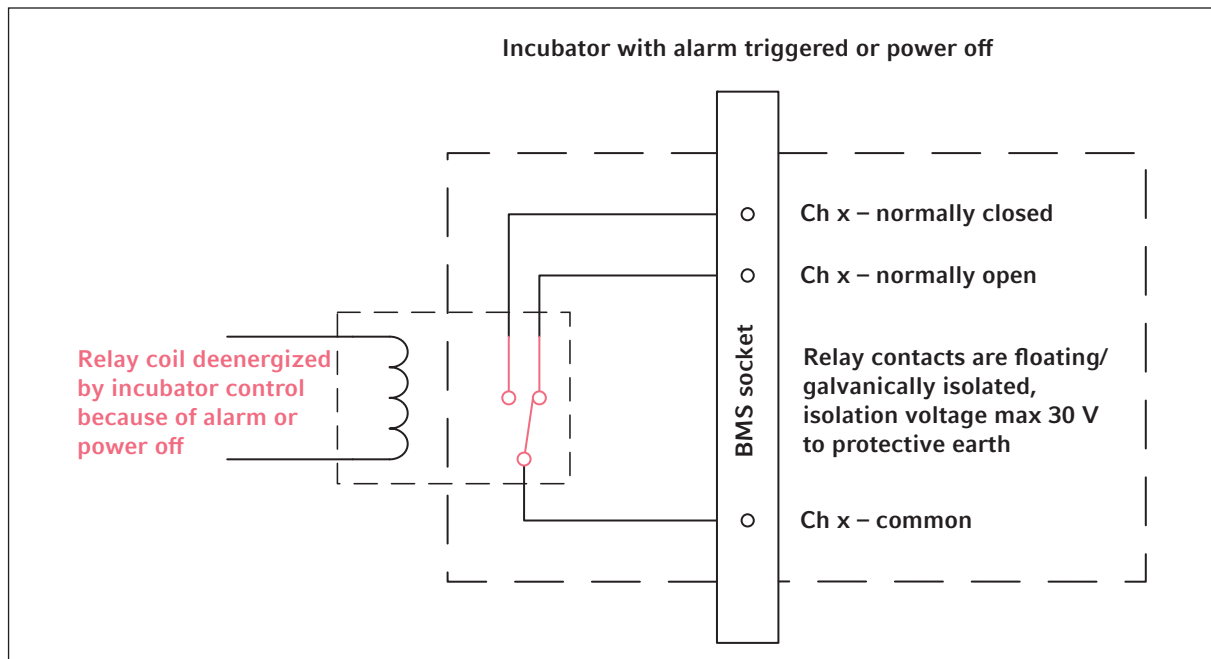 Incubator with alarm triggered or power off
Ch x – normally closed
Ch x – normally open
Relay coil deenergized
by incubator control
because of alarm or
power off
BMS socket
Relay contacts are floating/
galvanically isolated,
isolation voltage max 30 V
to protective earth
Ch x – common